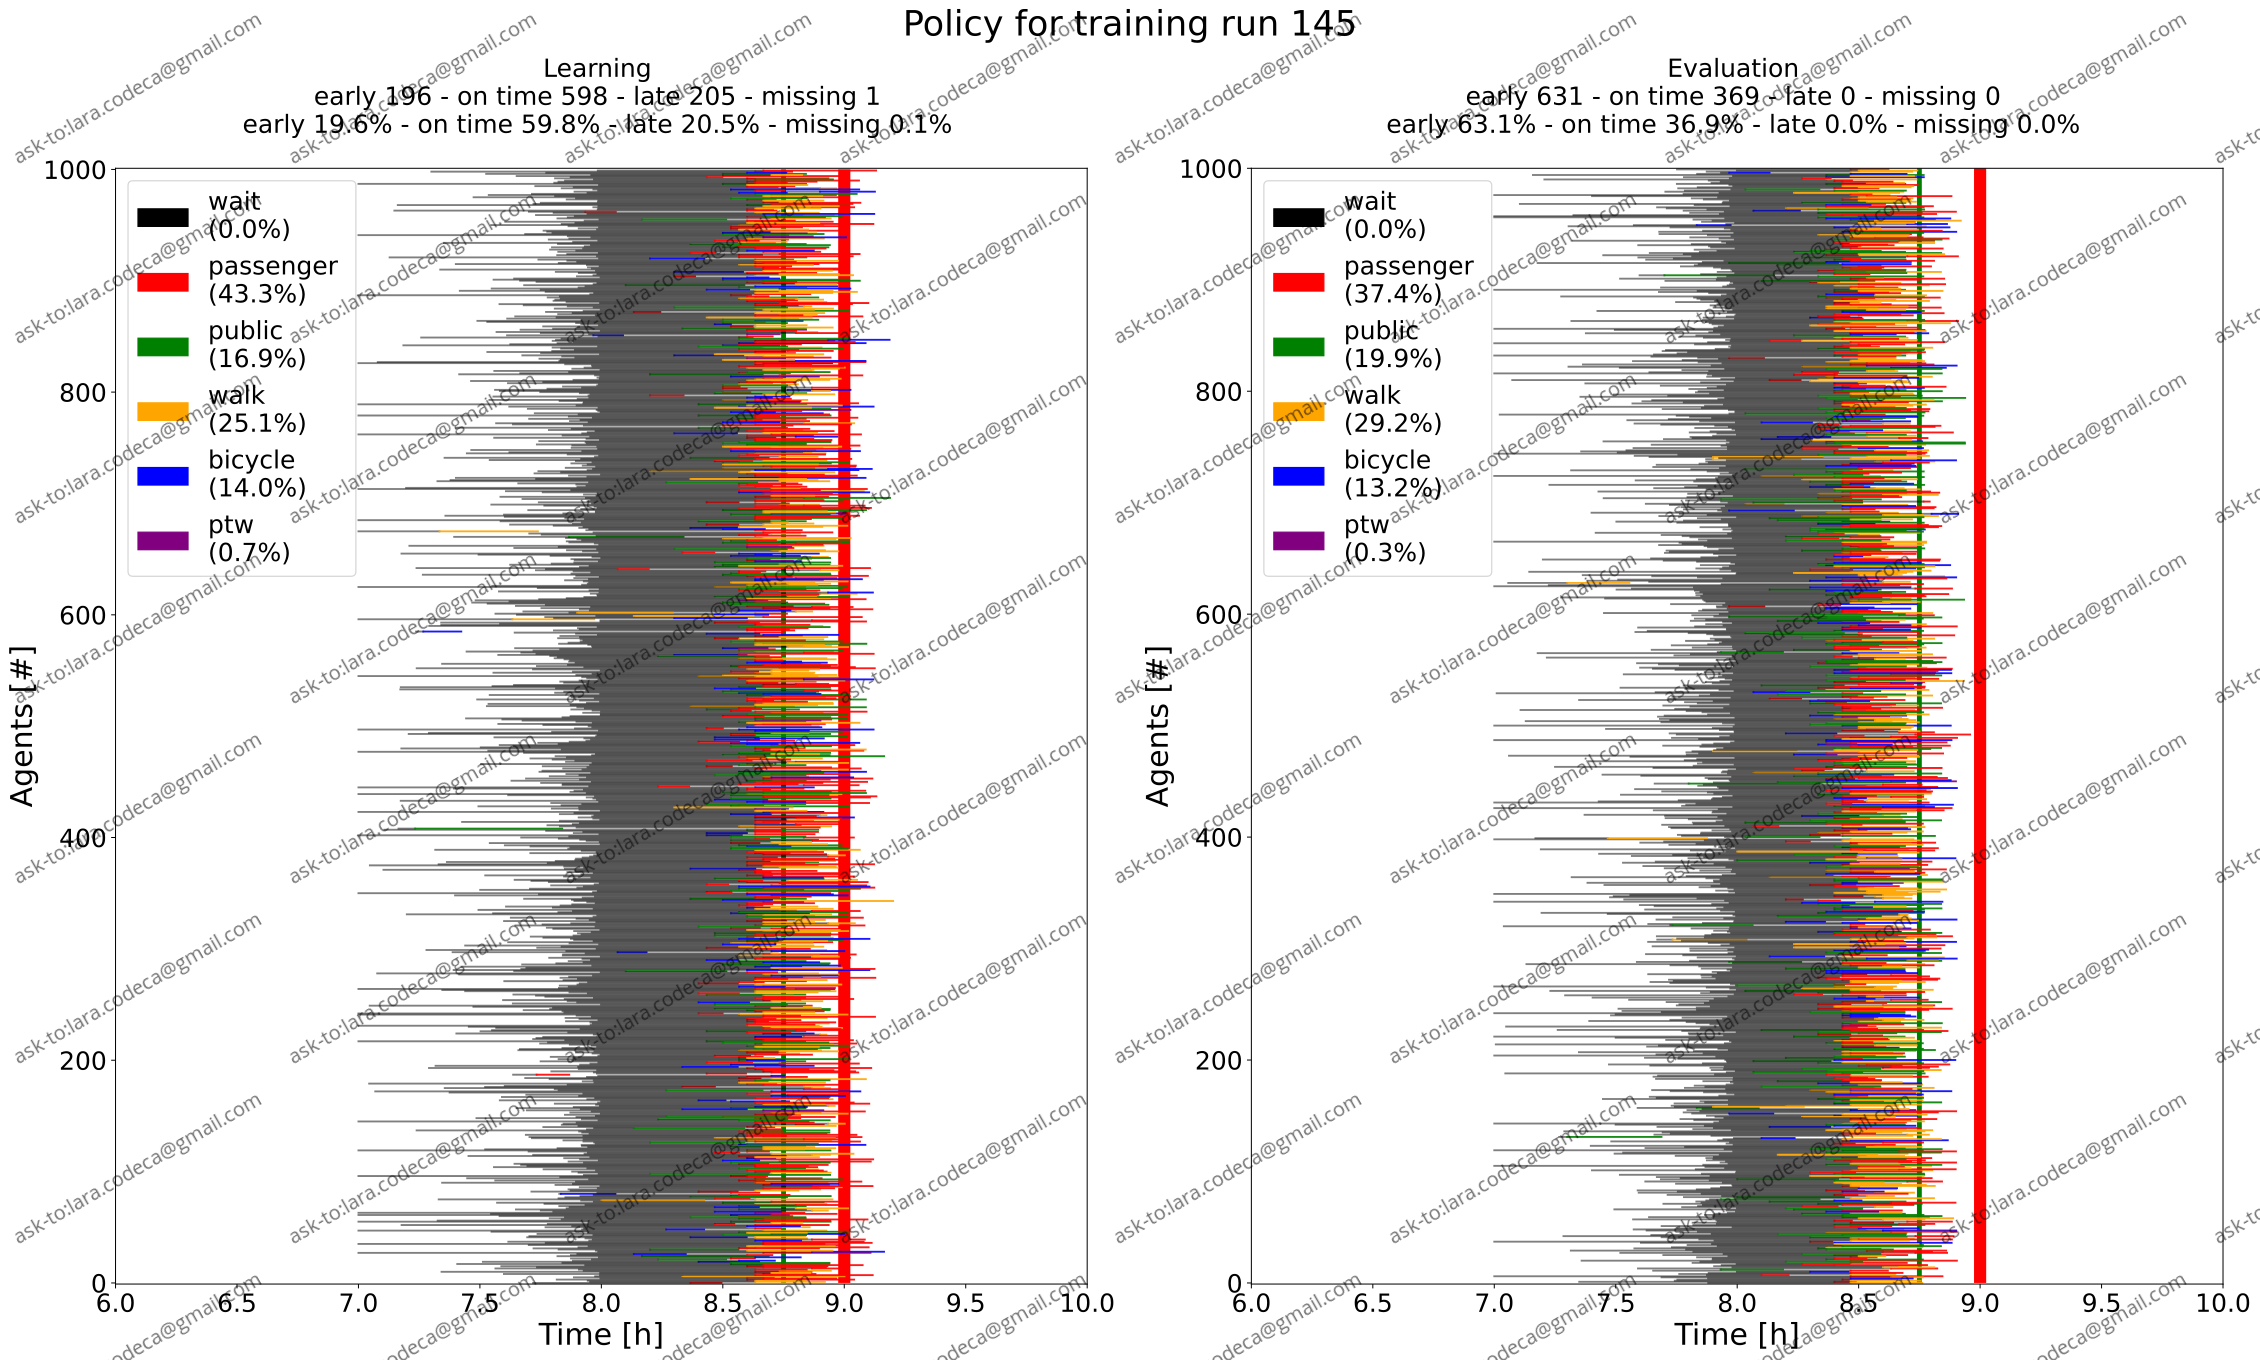 Policy for training run 145
Learning
early 196 - on time 598 - late 205 - missing 1
early 19.6% - on time 59.8% - late 20.5% - missing 0.1%
1000
800
600
400
200
0
Agents [#]
wait
(0.0%)
passenger
(43.3%)
public
(16.9%)
walk
(25.1%)
bicycle
(14.0%)
ptw
(0.7%)
6.0 6.5 7.0 7.5 8.0 8.5 9.0 9.5 10.0
Time [h]
Evaluation
early 631 - on time 369 - late 0 - missing 0
early 63.1% - on time 36.9% - late 0.0% - missing 0.0%
1000
800
600
400
200
0
Agents [#]
wait
(0.0%)
passenger
(37.4%)
public
(19.9%)
walk
(29.2%)
bicycle
(13.2%)
ptw
(0.3%)
6.0 6.5 7.0 7.5 8.0 8.5 9.0 9.5 10.0
Time [h]
ask-to:lara.codeca@gmail.com